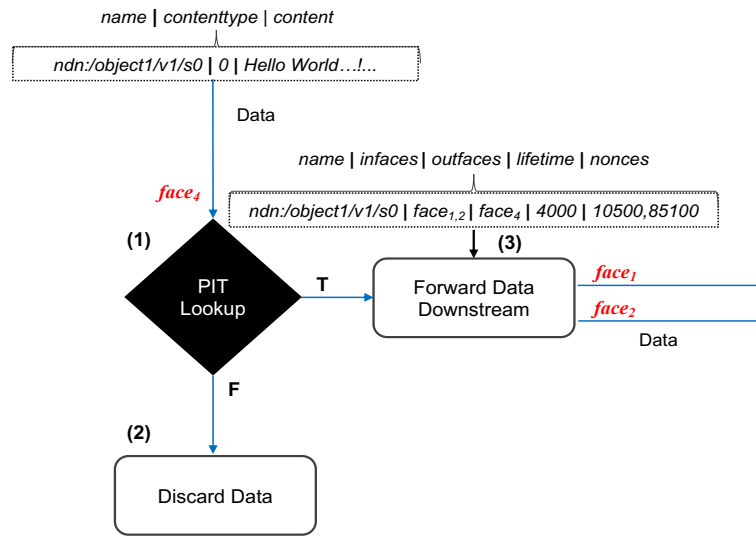 name | contenttype | content
ndn:/object1/v1/s0 | 0 | Hello World…!...
Data
name | infaces | outfaces | lifetime | nonces
face4
ndn:/object1/v1/s0 | face1,2 | face4 | 4000 | 10500,85100
(1)
(3)
PIT
Lookup
T
Forward Data
Downstream
face1
face2
Data
F
(2)
Discard Data